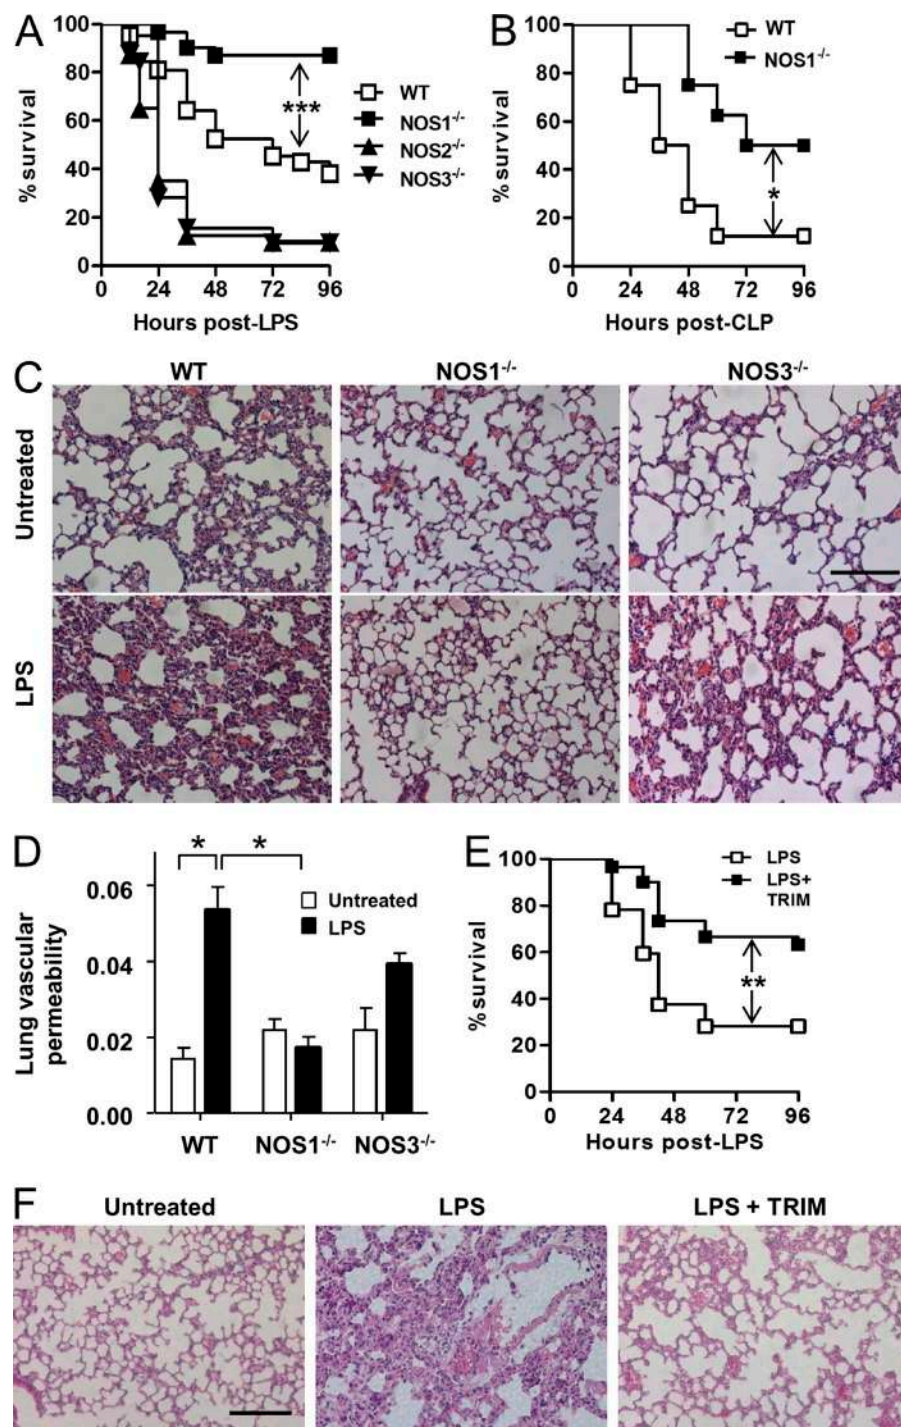 A
% survival
100
80
60
40
20
0
0 24 48 72 96
Hours post-LPS
***
WT
NOS1-/-
NOS2-/-
NOS3-/-
B
% survival
100
80
60
40
20
0
0 24 48 72 96
Hours post-CLP
*
WT
NOS1-/-
C
WT NOS1-/- NOS3-/-
Untreated
LPS
D
Lung vascular
permeability
0.06
0.04
0.02
0.00
* *
Untreated
LPS
WT NOS1-/- NOS3-/-
E
% survival
100
80
60
40
20
0
0 24 48 72 96
Hours post-LPS
**
LPS
LPS+
TRIM
F
Untreated LPS LPS + TRIM